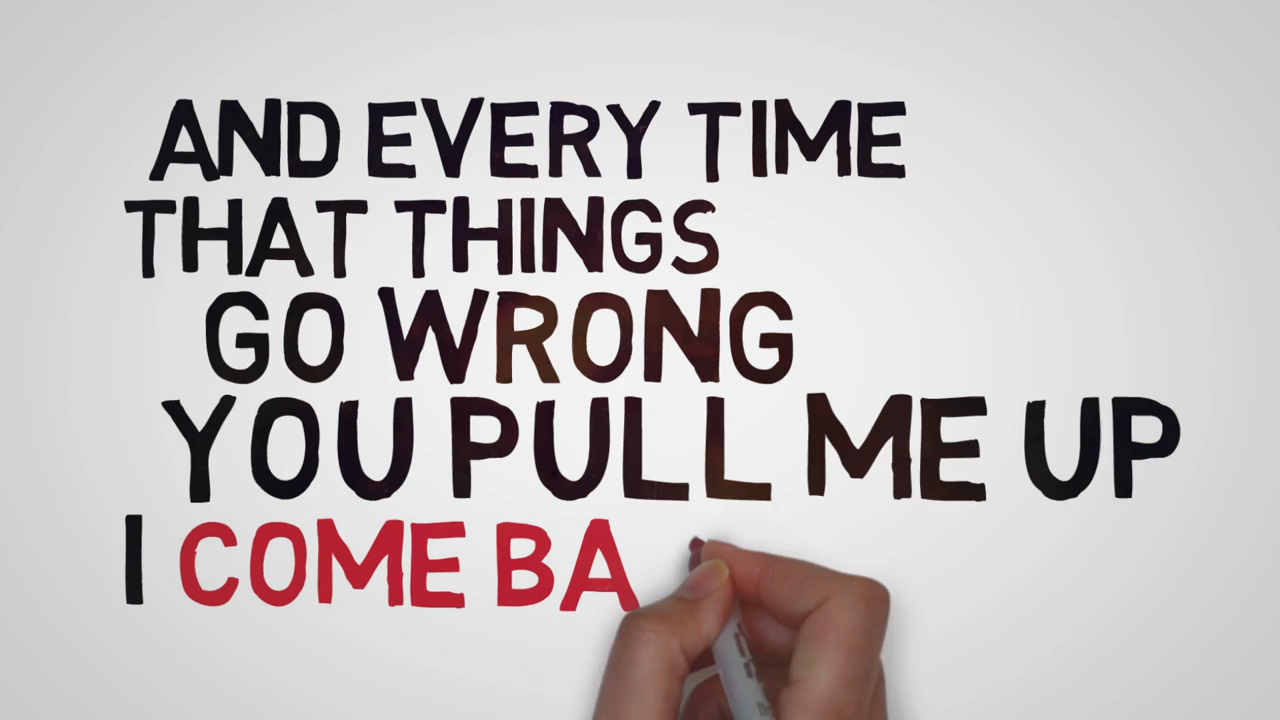 AND EVERY TIME
THAT THINGS
GO WRONG
YOU PULL ME UP
I COME BA